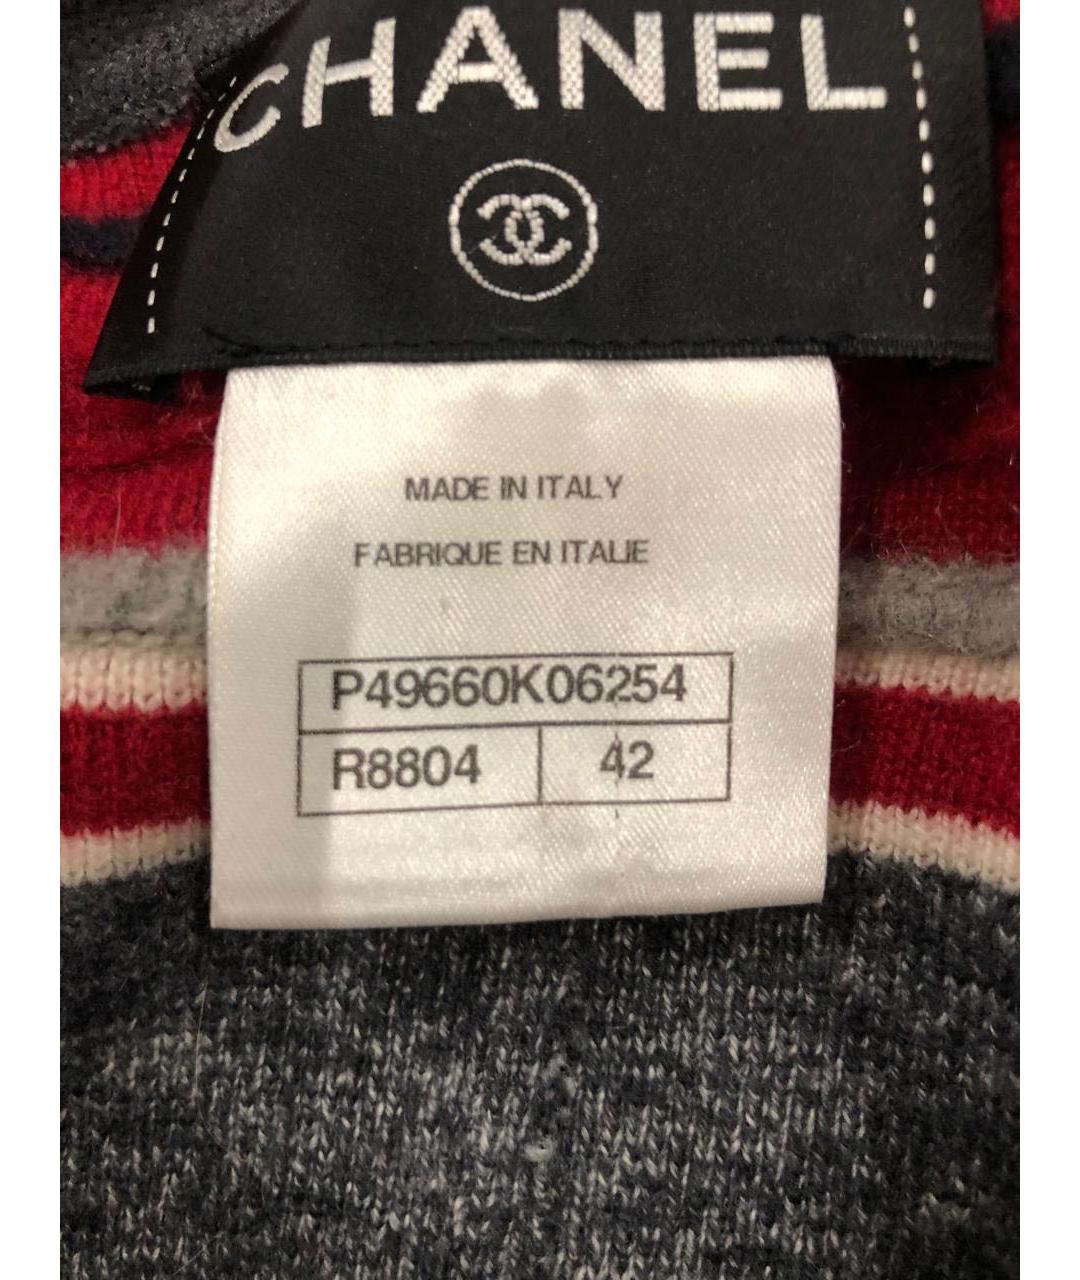 CHANEL
MADE IN ITALY
FABRIQUE EN ITALIE
P49660K06254
R8804 42